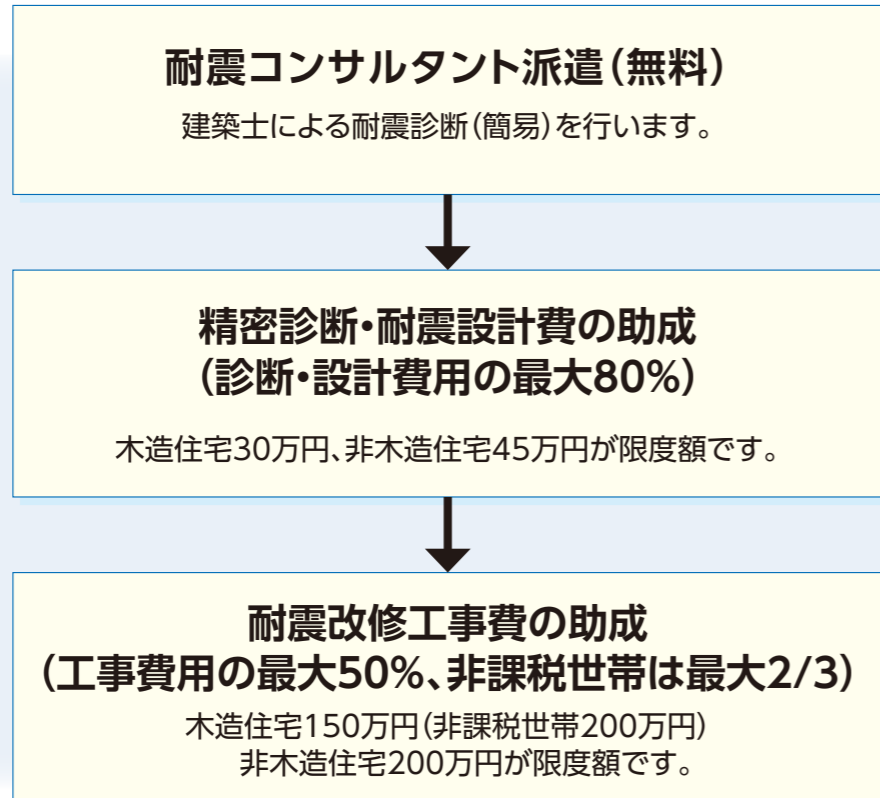 耐震コンサルタント派遣(無料)
建築士による耐震診断(簡易)を行います。
精密診断・耐震設計費の助成
(診断・設計費用の最大80%)
木造住宅30万円、非木造住宅45万円が限度額です。
耐震改修工事費の助成
(工事費用の最大50%、非課税世帯は最大2/3)
木造住宅150万円(非課税世帯200万円)
非木造住宅200万円が限度額です。